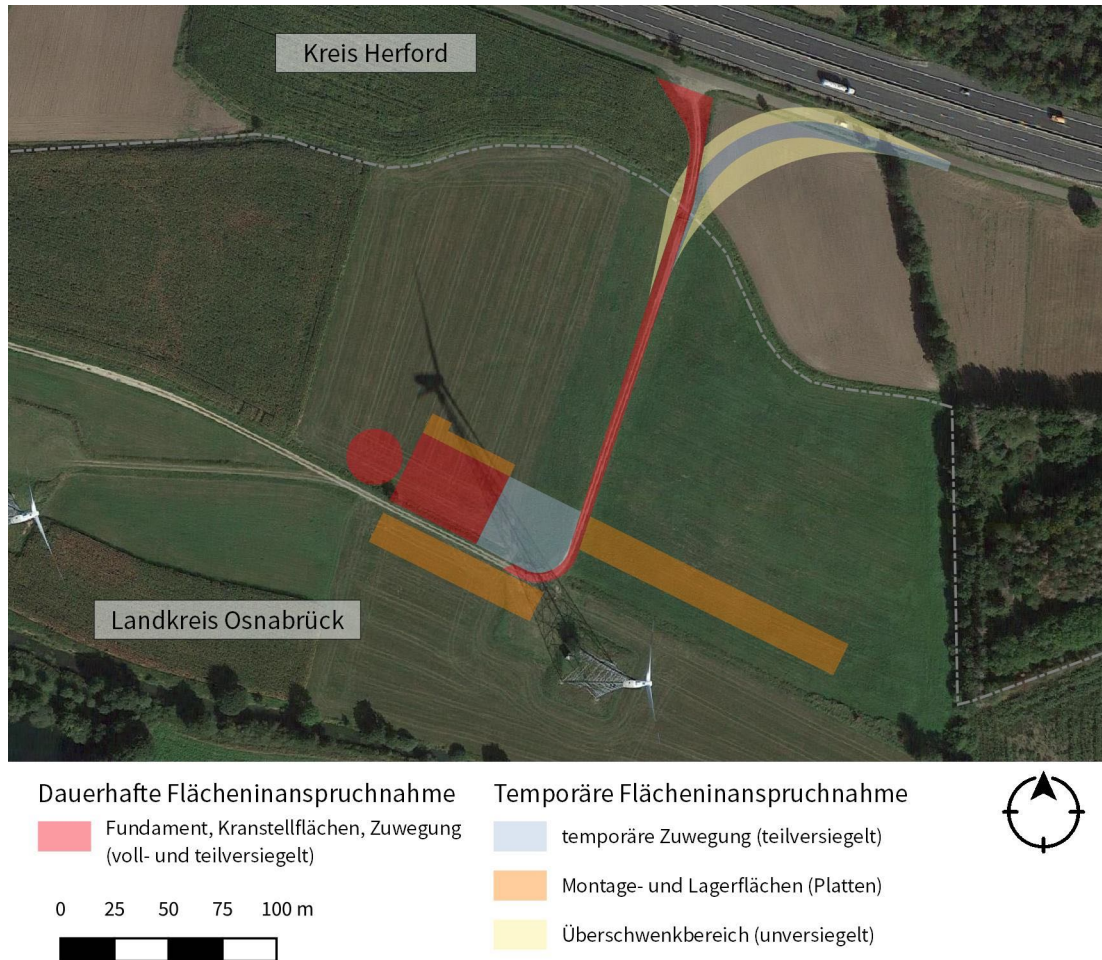 Kreis Herford
Landkreis Osnabrück
Dauerhafte Flächeninanspruchnahme
Fundament, Kranstellflächen, Zuwegung
(voll- und teilversiegelt)
0 25 50 75 100 m
Temporäre Flächeninanspruchnahme
temporäre Zuwegung (teilversiegelt)
Montage- und Lagerflächen (Platten)
Überschwenkbereich (unversiegelt)